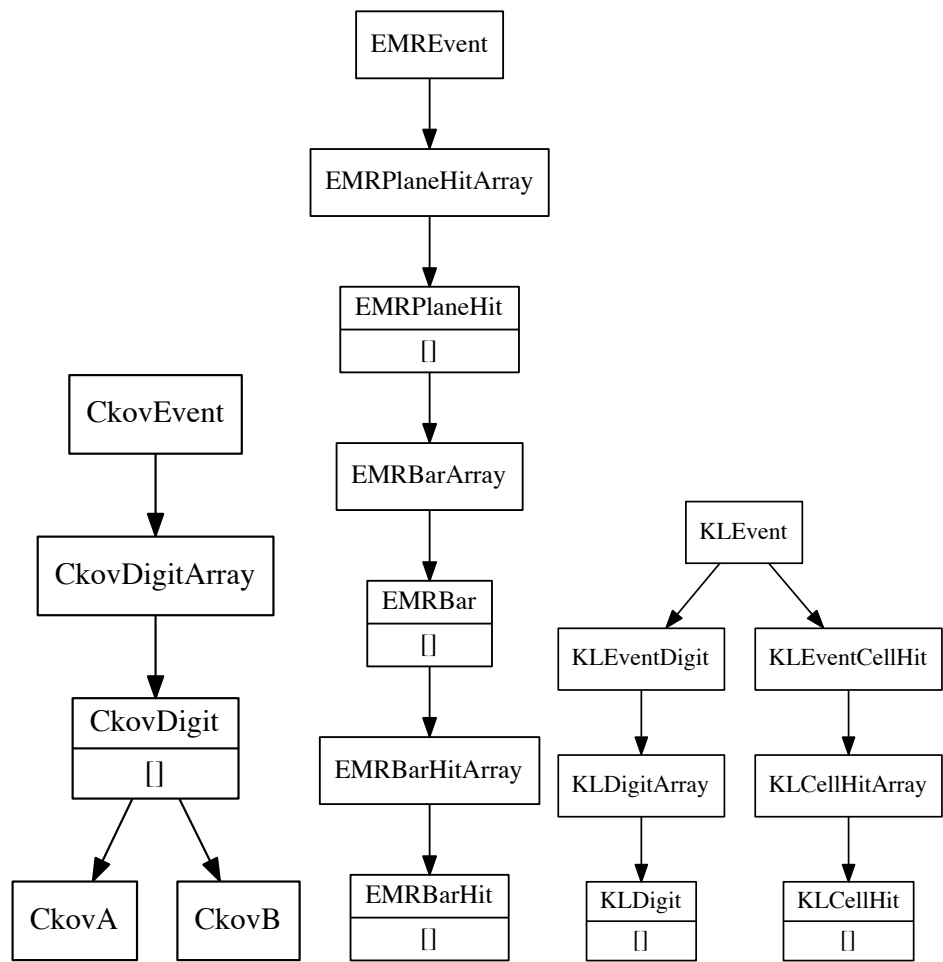 CkovEvent
CkovDigitArray
CkovDigit
[]
CkovA
CkovB
EMREvent
EMRPlaneHitArray
EMRPlaneHit
[]
EMRBarArray
EMRBar
[]
EMRBarHitArray
EMRBarHit
[]
KLEvent
KLEventDigit
KLEventCellHit
KLDigitArray
KLCellHitArray
KLDigit
[]
KLCellHit
[]